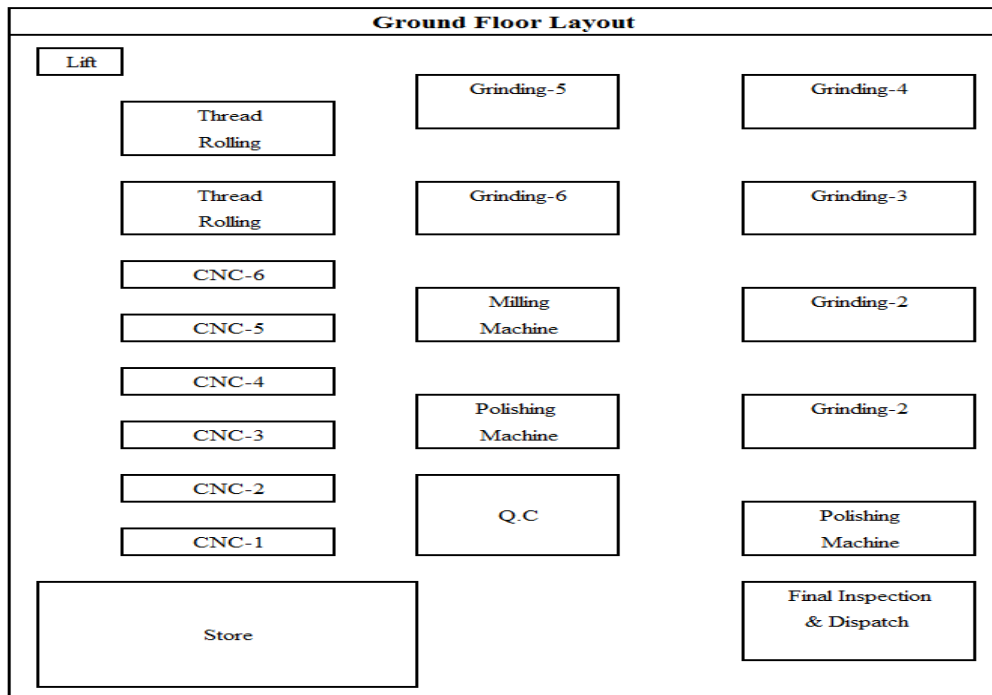 Ground Floor Layout
Lift
Thread
Rolling
Thread
Rolling
CNC-6
CNC-5
CNC-4
CNC-3
CNC-2
CNC-1
Store
Grinding-5
Grinding-6
Milling
Machine
Polishing
Machine
Q.C
Grinding-4
Grinding-3
Grinding-2
Grinding-2
Polishing
Machine
Final Inspection
& Dispatch